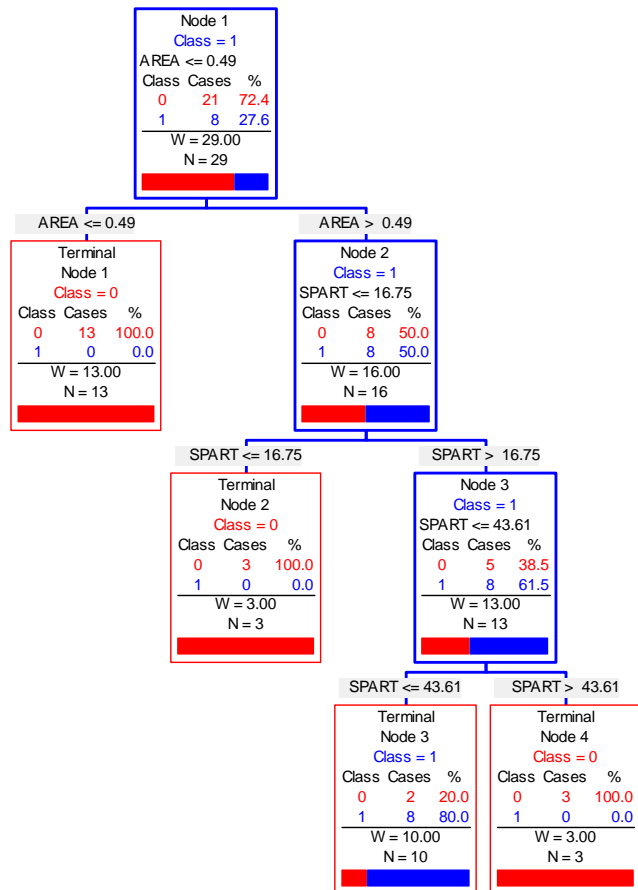 Node 1
Class = 1
AREA <= 0.49
Class Cases %
0 21 72.4
1 8 27.6
W = 29.00
N = 29
AREA <= 0.49
AREA > 0.49
Terminal
Node 1
Class = 0
Class Cases %
0 13 100.0
1 0 0.0
W = 13.00
N = 13
Node 2
Class = 1
SPART <= 16.75
Class Cases %
0 8 50.0
1 8 50.0
W = 16.00
N = 16
SPART <= 16.75
SPART > 16.75
Terminal
Node 2
Class = 0
Class Cases %
0 3 100.0
1 0 0.0
W = 3.00
N = 3
Node 3
Class = 1
SPART <= 43.61
Class Cases %
0 5 38.5
1 8 61.5
W = 13.00
N = 13
SPART <= 43.61
SPART > 43.61
Terminal
Node 3
Class = 1
Class Cases %
0 2 20.0
1 8 80.0
W = 10.00
N = 10
Terminal
Node 4
Class = 0
Class Cases %
0 3 100.0
1 0 0.0
W = 3.00
N = 3